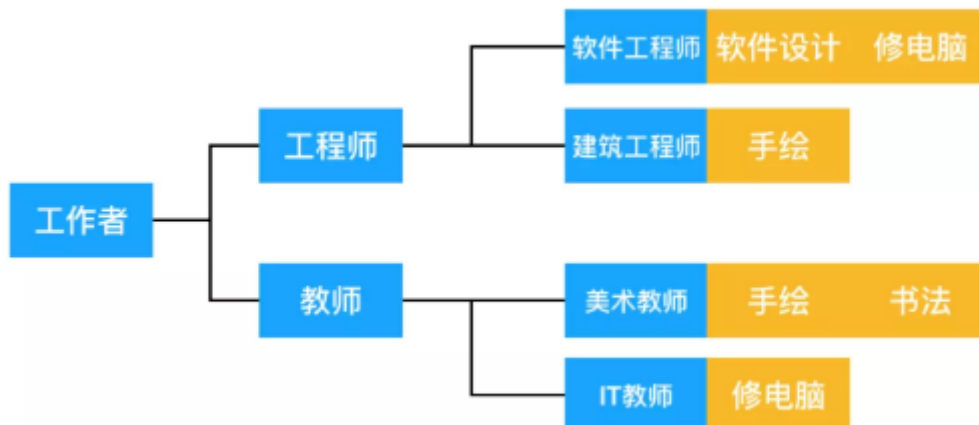 软件工程师 软件设计 修电脑
工程师
建筑工程师 手绘
工作者
教师
美术教师 手绘 书法
IT教师 修电脑